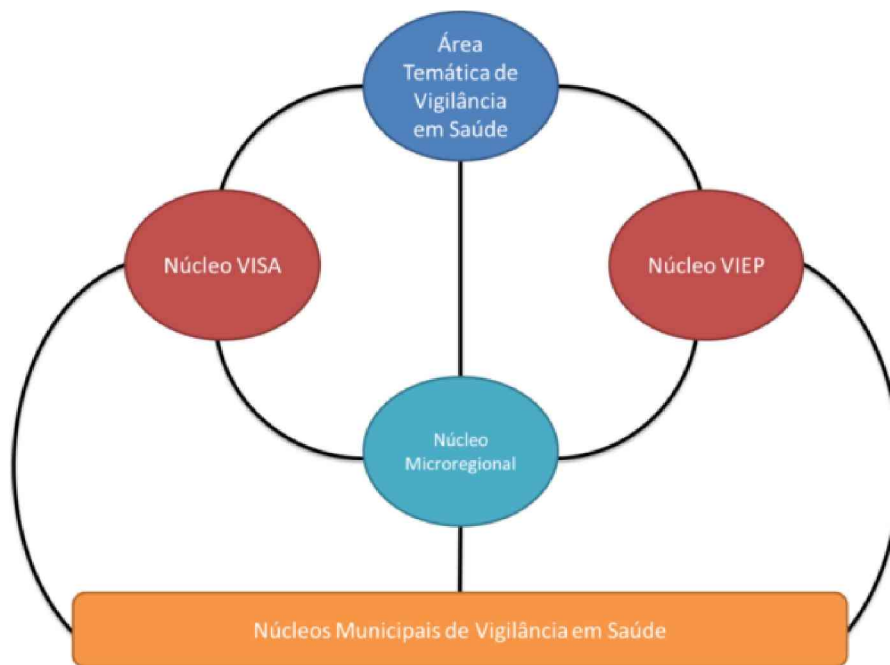 Área
Temática de
Vigilância
em Saúde
Núcleo VISA
Núcleo VIEP
Núcleo
Microregional
Núcleos Municipais de Vigilância em Saúde